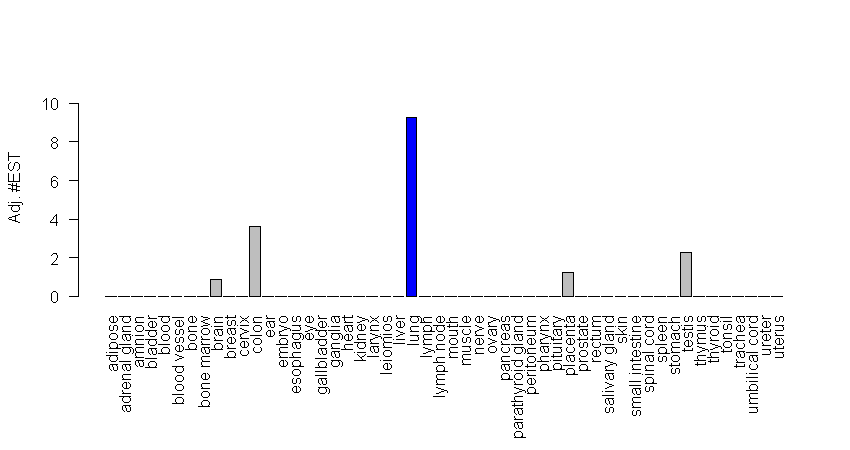 10
8
6
4
2
0
Adj. #EST
adipose
adrenal gland
amnion
bladder
blood
blood vessel
bone
bone marrow
brain
breast
cervix
colon
ear
embryo
esophagus
eye
gallbladder
ganglia
heart
kidney
larynx
leiomios
liver
lung
lymph
lymph node
mouth
muscle
nerve
ovary
pancreas
parathyroid gland
peritoneum
pharynx
pituitary
placenta
prostate
rectum
salivary gland
skin
small intestine
spinal cord
spleen
stomach
testis
thymus
thyroid
tonsil
trachea
umbilical cord
ureter
uterus